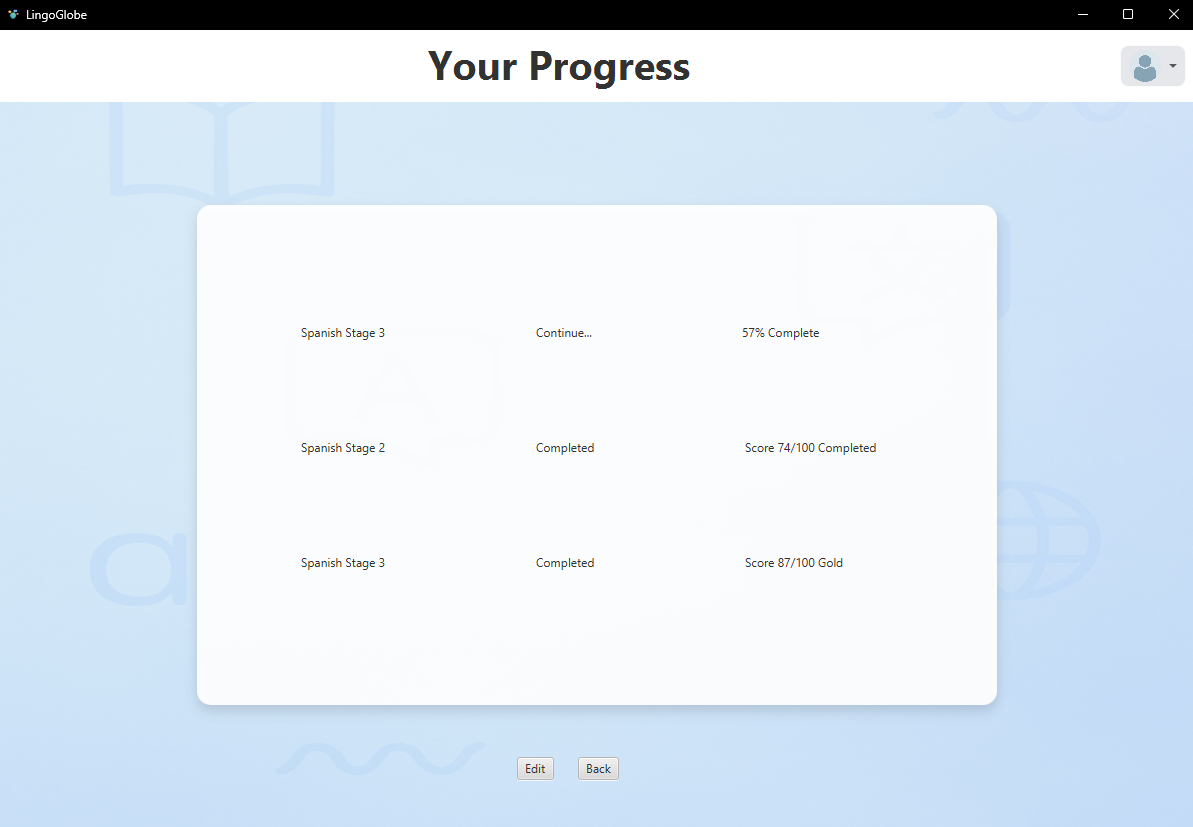 LingoGlobe
Your Progress
Spanish Stage 3 Continue... 57% Complete
Spanish Stage 2 Completed Score 74/100 Completed
Spanish Stage 3 Completed Score 87/100 Gold
Edit Back